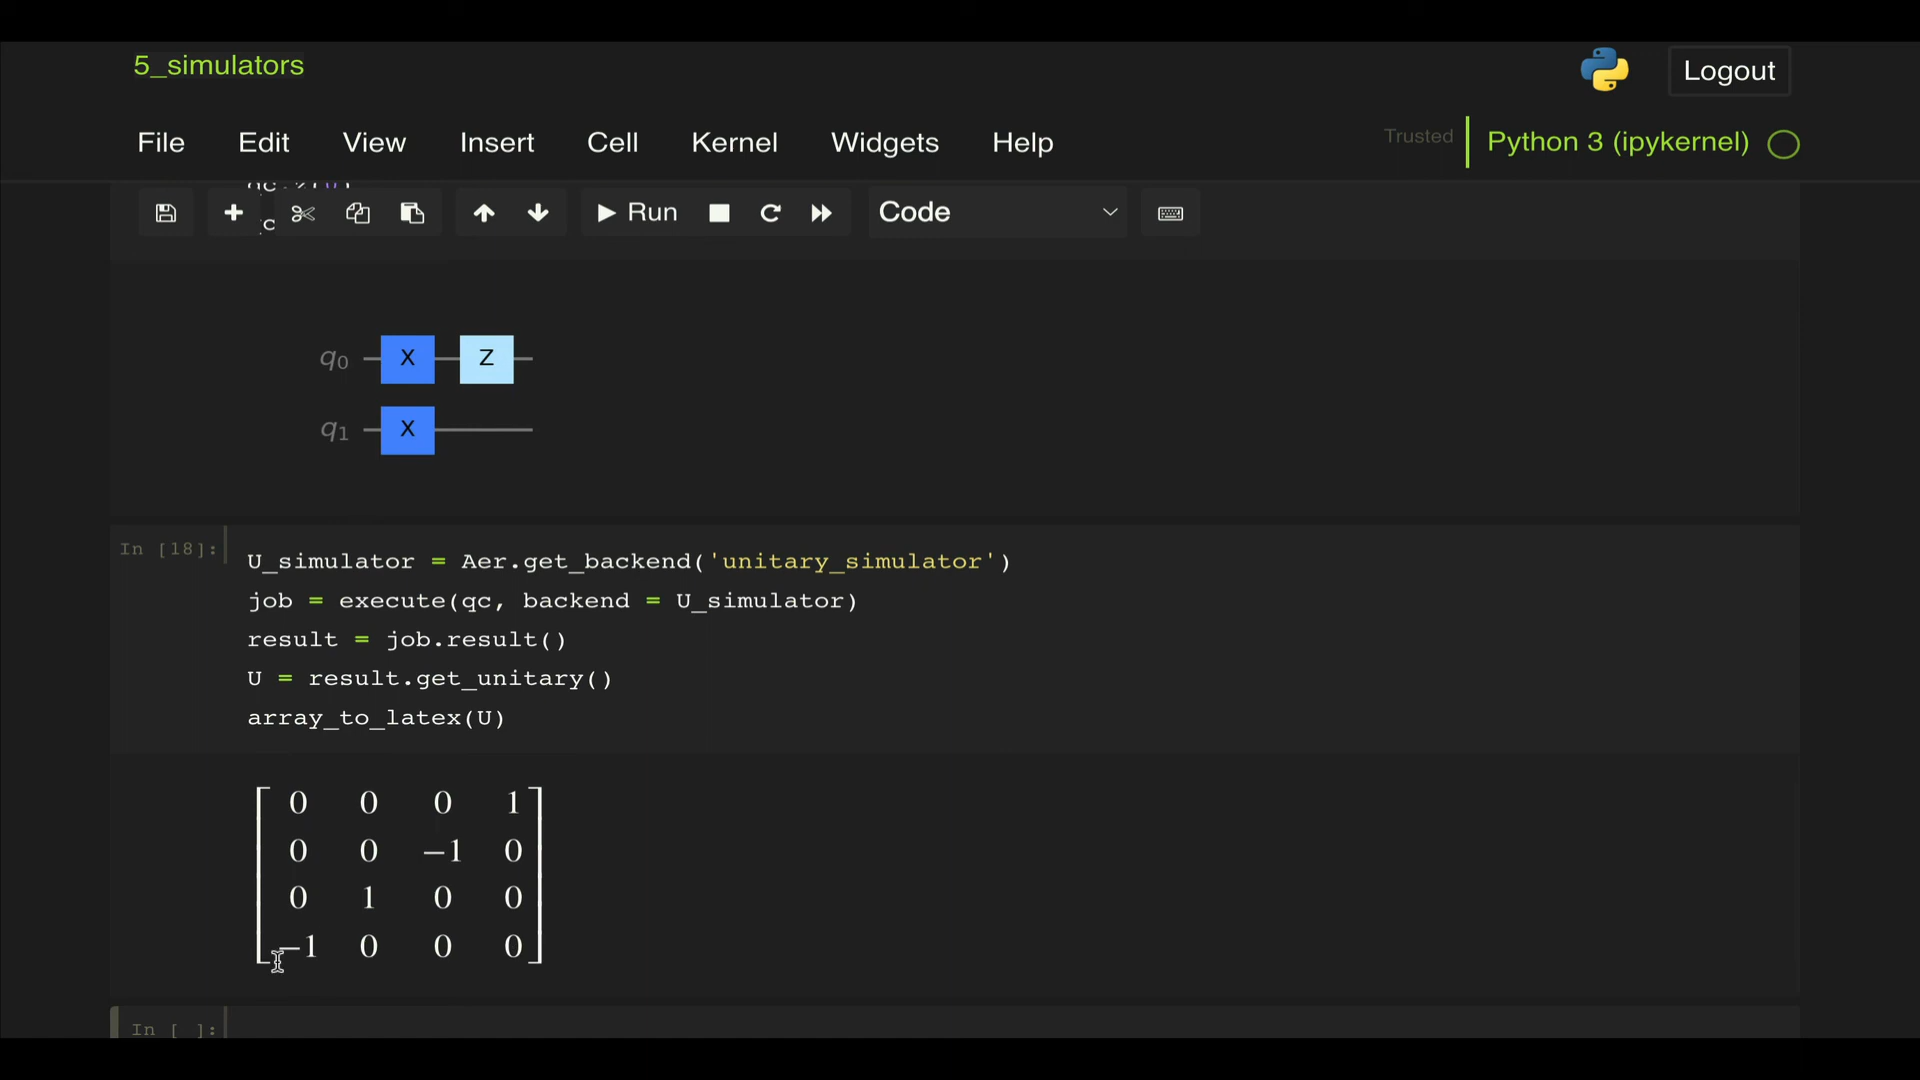 5_simulators
Logout
File Edit View Insert Cell Kernel Widgets Help
Trusted
Python 3 (ipykernel)
Run
Code
q0 X Z
q1 X
In [18]:
U_simulator = Aer.get_backend('unitary_simulator')
job = execute(qc, backend = U_simulator)
result = job.result()
U = result.get_unitary()
array_to_latex(U)
0 0 0 1
0 0 −1 0
0 1 0 0
−1 0 0 0
In [ ]: